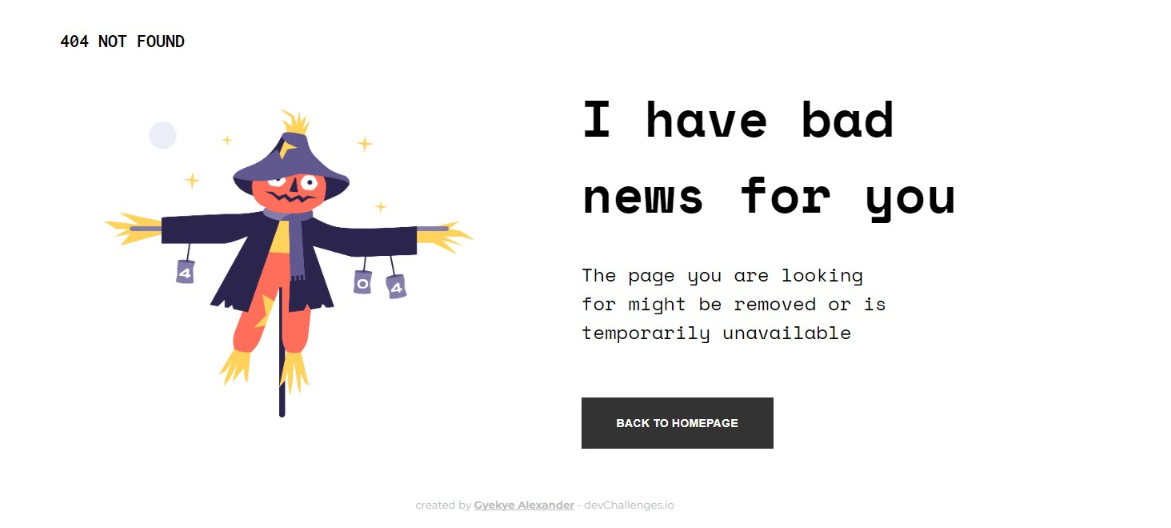 404 NOT FOUND
I have bad
news for you
4
0
4
The page you are looking
for might be removed or is
temporarily unavailable
BACK TO HOMEPAGE
created by Gyekye Alexander - devChallenges.io